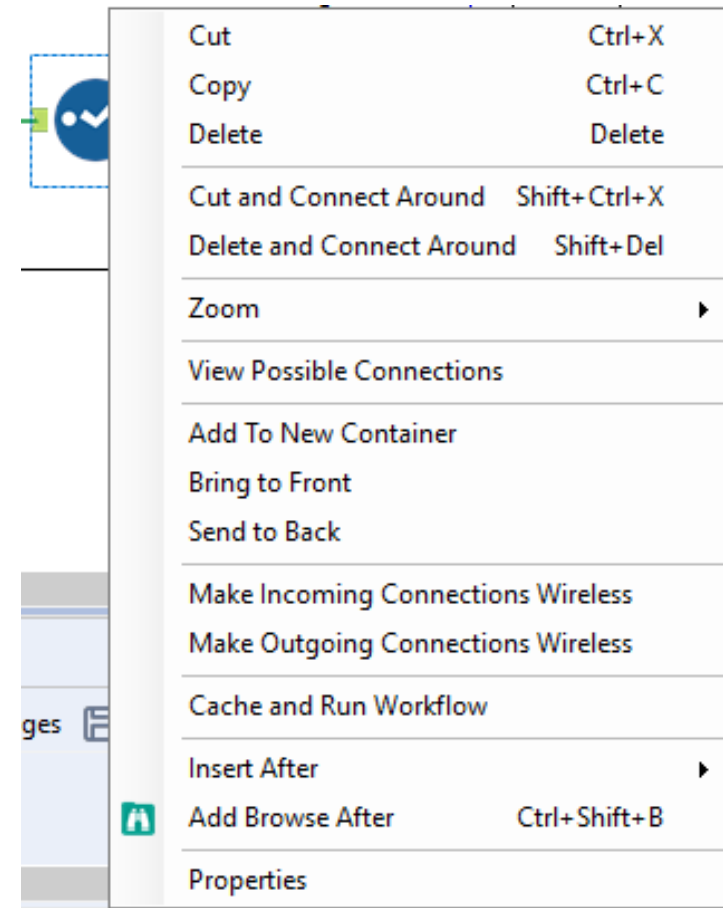 Cut Ctrl+X
Copy Ctrl+C
Delete Delete
Cut and Connect Around Shift+Ctrl+X
Delete and Connect Around Shift+Del
Zoom
View Possible Connections
Add To New Container
Bring to Front
Send to Back
Make Incoming Connections Wireless
Make Outgoing Connections Wireless
Cache and Run Workflow
ges
Insert After
Add Browse After Ctrl+Shift+B
Properties